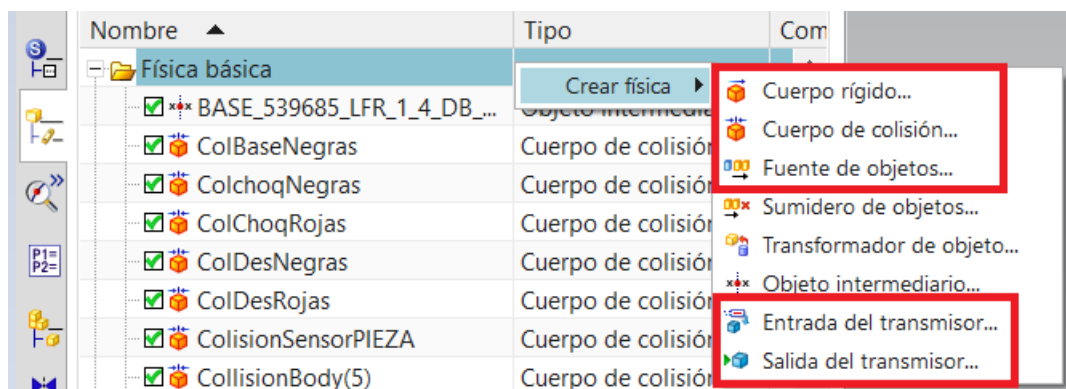 Nombre Tipo Com
Física básica
Crear física
Cuerpo rígido...
BASE_539685_LFR_1_4_DB_... Objeto intermedia
Cuerpo de colisión...
ColBaseNegras Cuerpo de colisión
Fuente de objetos...
ColchoqNegras Cuerpo de colisión
Sumidero de objetos...
ColChoqRojas Cuerpo de colisión
Transformador de objeto...
ColDesNegras Cuerpo de colisión
Objeto intermediario...
ColDesRojas Cuerpo de colisión
Entrada del transmisor...
ColisionSensorPIEZA Cuerpo de colisión
Salida del transmisor...
CollisionBody(5) Cuerpo de colisión
S
P1=
P2=